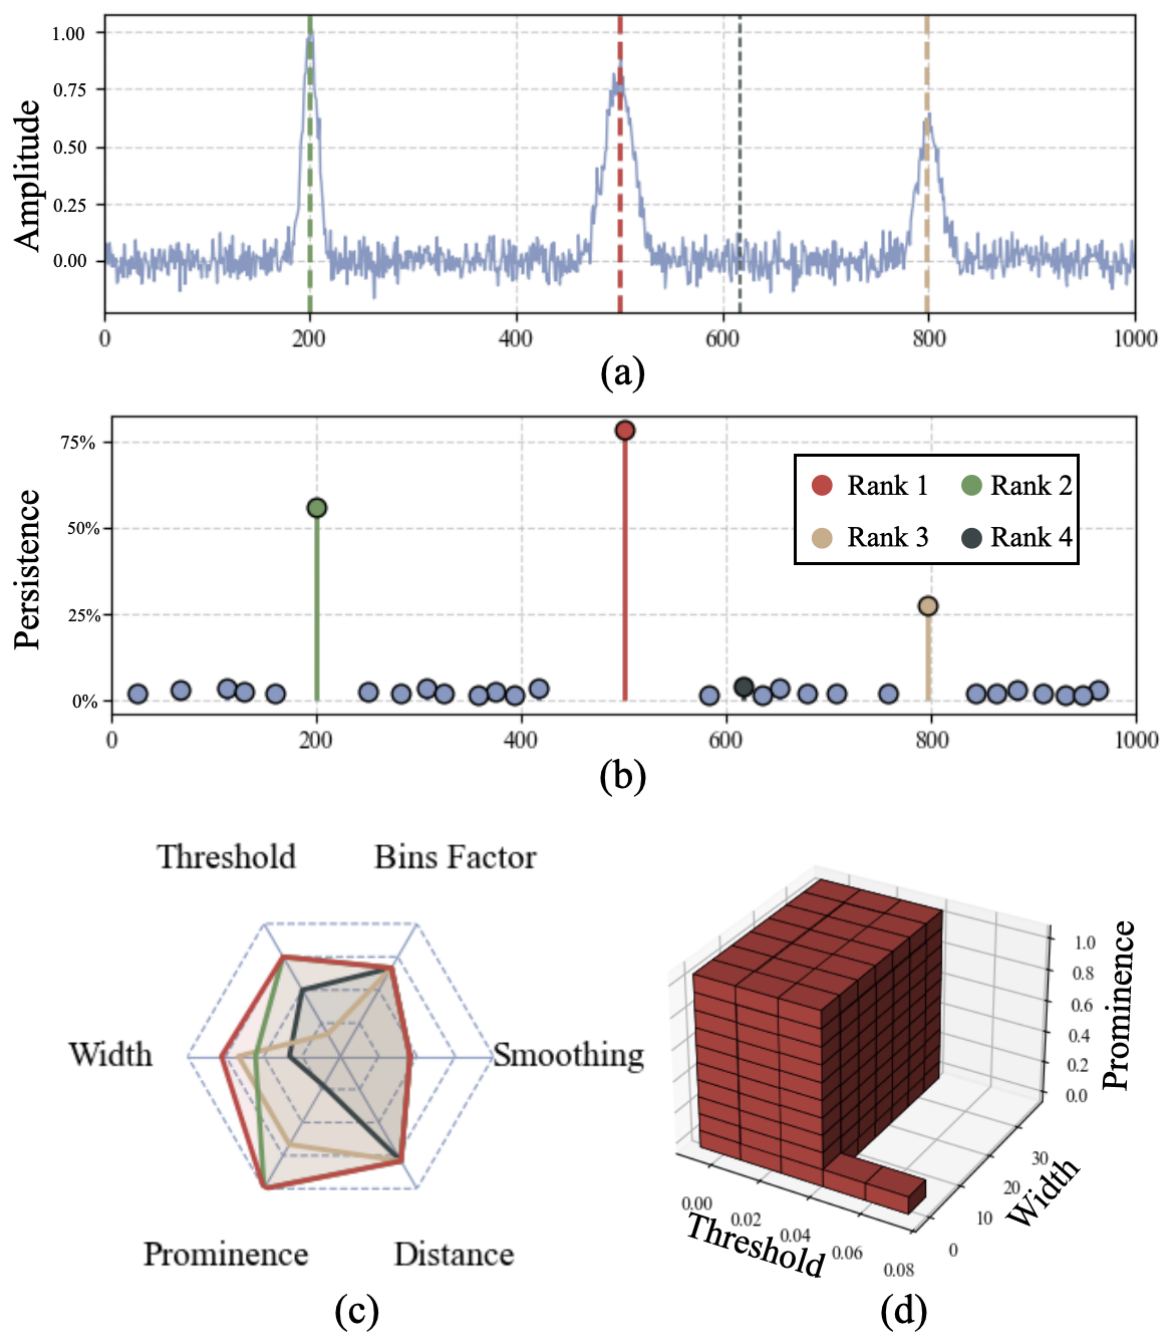 1.00
0.75
0.50
0.25
0.00
Amplitude
0 200 400 600 800 1000
(a)
75%
50%
25%
0%
Persistence
Rank 1 Rank 2
Rank 3 Rank 4
0 200 400 600 800 1000
(b)
Threshold Bins Factor
Width Smoothing
Prominence Distance
(c)
1.0
0.8
0.6
0.4
0.2
0.0
Prominence
30
20
10
0
Width
0.00
0.02
0.04
0.06
0.08
Threshold
(d)